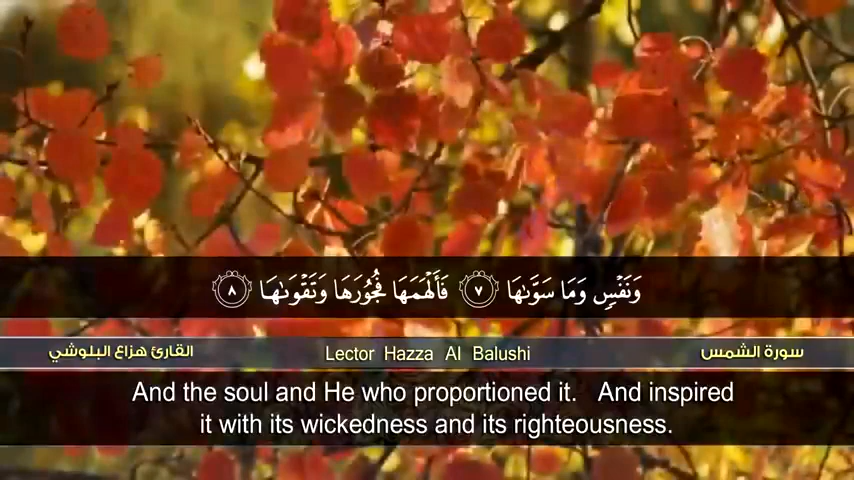 وَنَفْسٍ وَمَا سَوَّىٰهَا ٧ فَأَلْهَمَهَا فُجُورَهَا وَتَقْوَىٰهَا ٨
سورة الشمس Lector Hazza Al Balushi القارئ هزاع البلوشي
And the soul and He who proportioned it. And inspired
it with its wickedness and its righteousness.